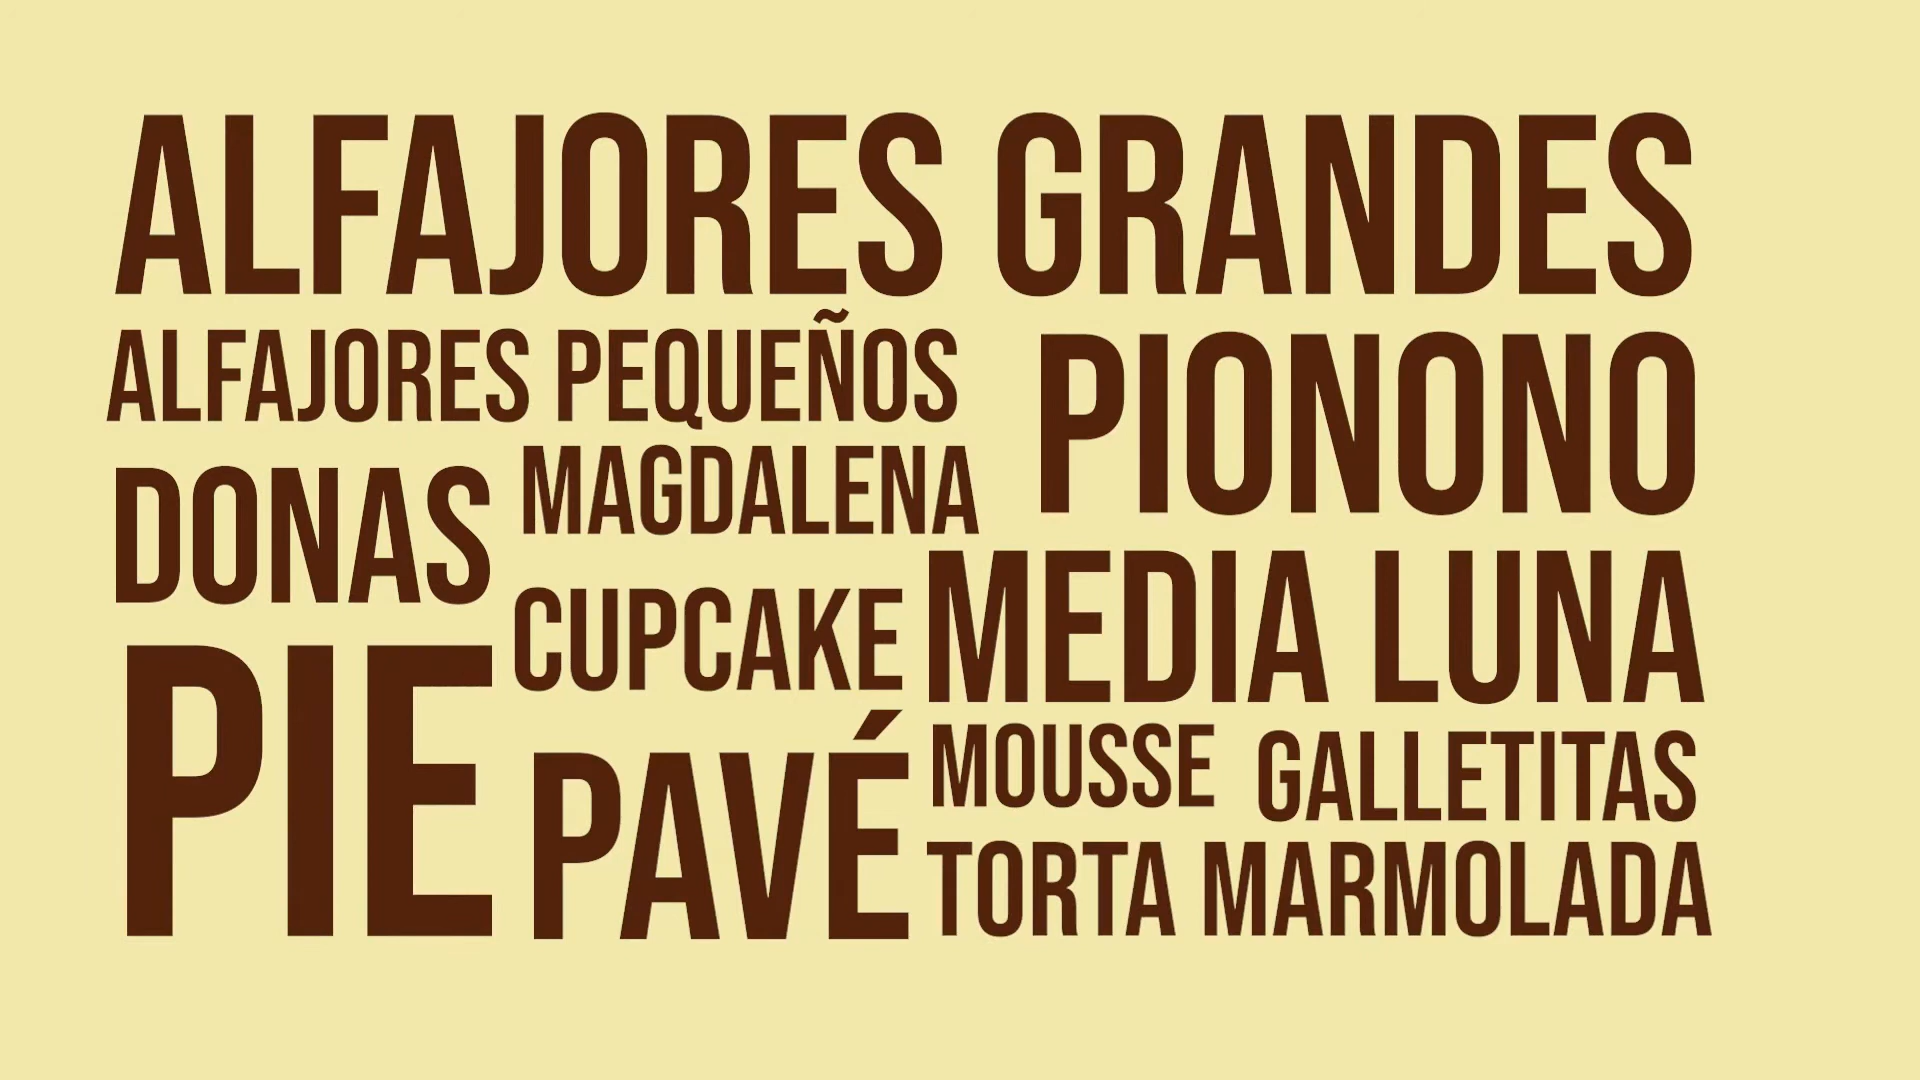 ALFAJORES GRANDES
ALFAJORES PEQUEÑOS
PIONONO
DONAS
MAGDALENA
CUPCAKE
MEDIA LUNA
PIE
PAVÉ
MOUSSE
GALLETITAS
TORTA MARMOLADA